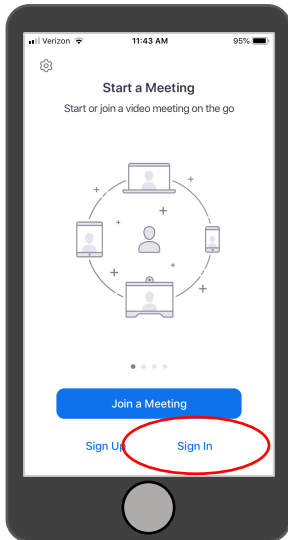 Verizon 11:43 AM 95%
Start a Meeting
Start or join a video meeting on the go
Join a Meeting
Sign Up Sign In